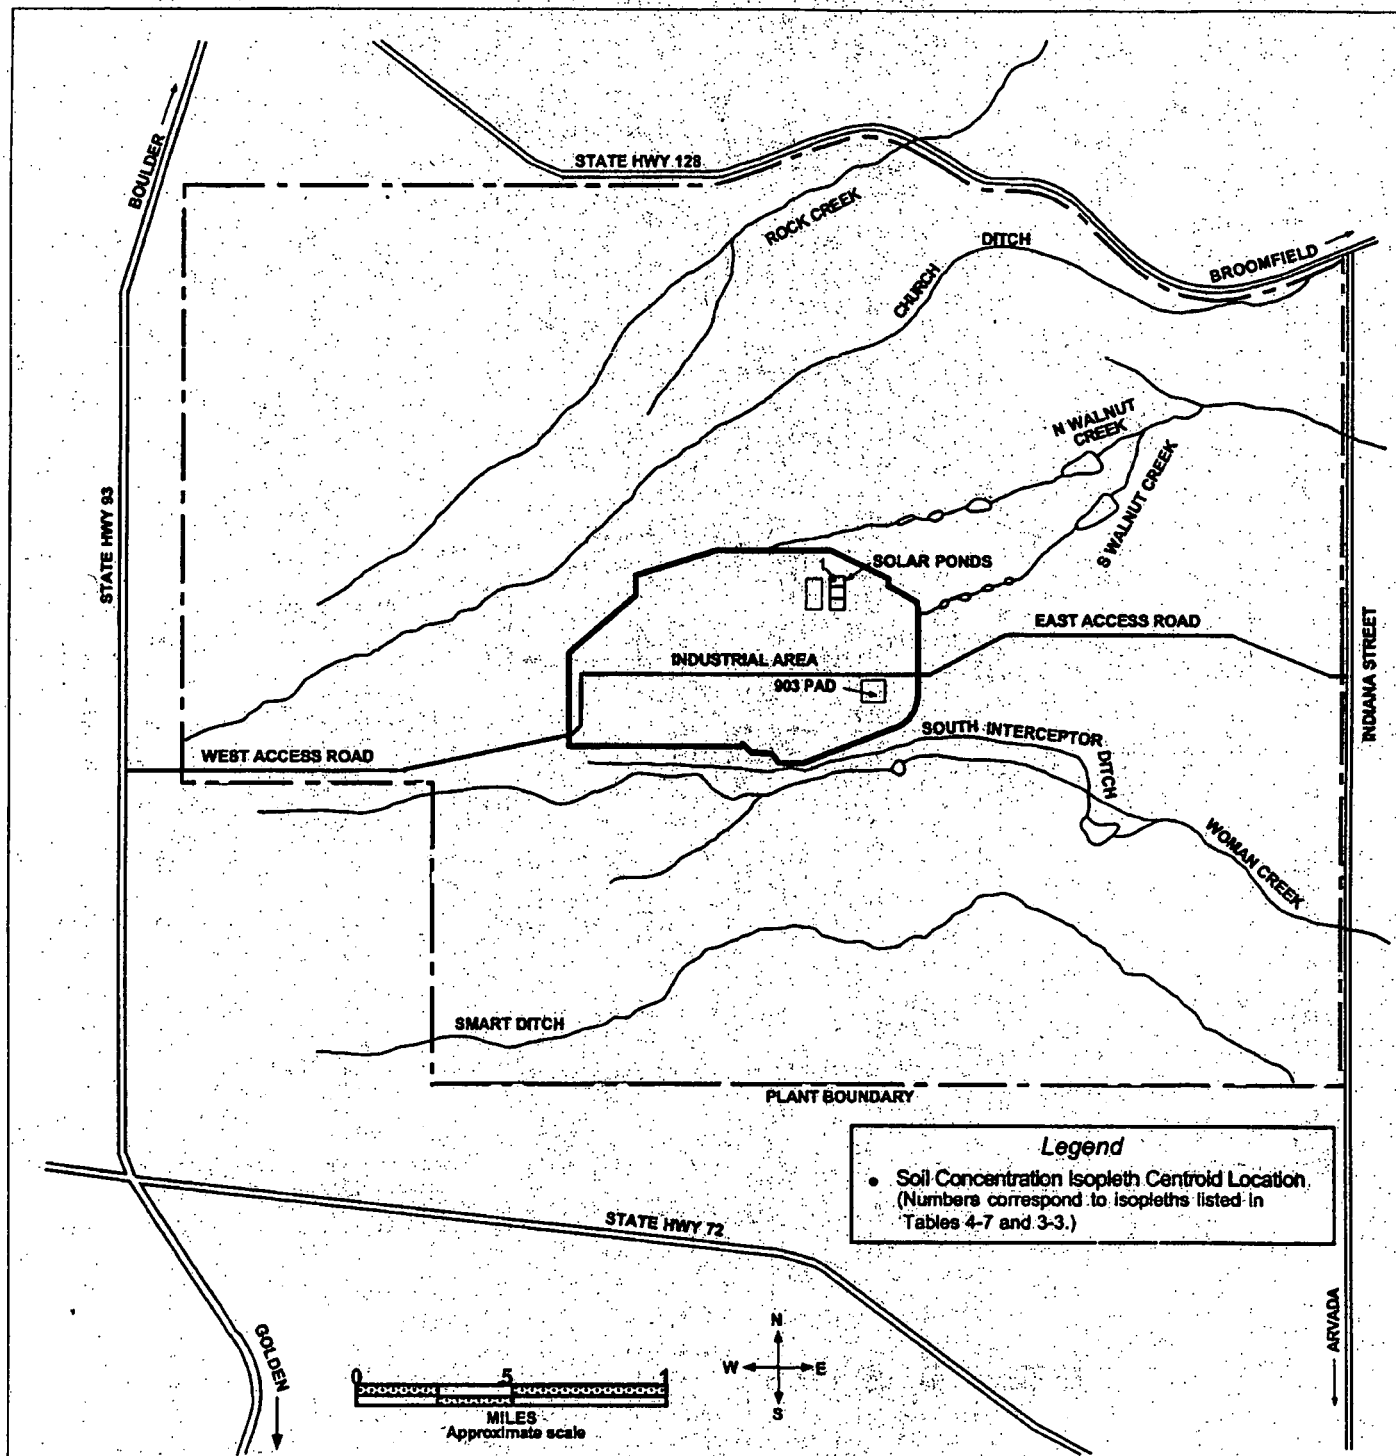 BOULDER
STATE HWY 128
ROCK CREEK
DITCH
CHURCH
BROOMFIELD
N WALNUT
CREEK
S WALNUT CREEK
STATE HWY 93
SOLAR PONDS
EAST ACCESS ROAD
INDUSTRIAL AREA
903 PAD
INDIANA STREET
SOUTH INTERCEPTOR
DITCH
WEST ACCESS ROAD
WOMAN CREEK
SMART DITCH
PLANT BOUNDARY
Legend
• Soil Concentration Isopleth Centroid Location
(Numbers correspond to isopleths listed in
Tables 4-7 and 3-3.)
STATE HWY 72
GOLDEN
ARVADA
N
W E
S
0 .5 1
MILES
Approximate scale